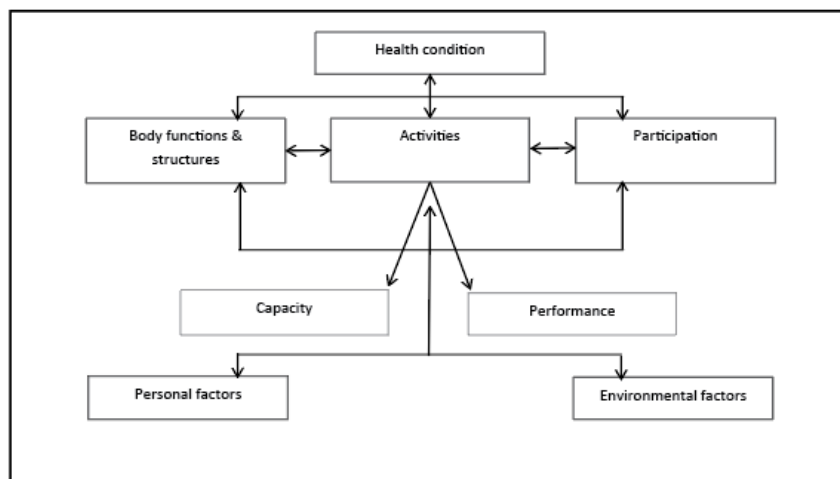 Health condition
Body functions &
structures
Activities
Participation
Capacity
Performance
Personal factors
Environmental factors